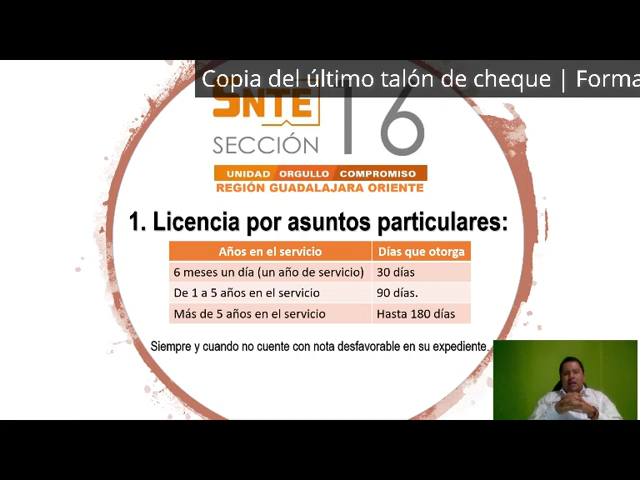 Copia del último talón de cheque | Forma
SNTE 16
SECCIÓN
UNIDAD ORGULLO COMPROMISO
REGIÓN GUADALAJARA ORIENTE
1. Licencia por asuntos particulares:
Años en el servicio Días que otorga
6 meses un día (un año de servicio) 30 días
De 1 a 5 años en el servicio 90 días.
Más de 5 años en el servicio Hasta 180 días
Siempre y cuando no cuente con nota desfavorable en su expediente.